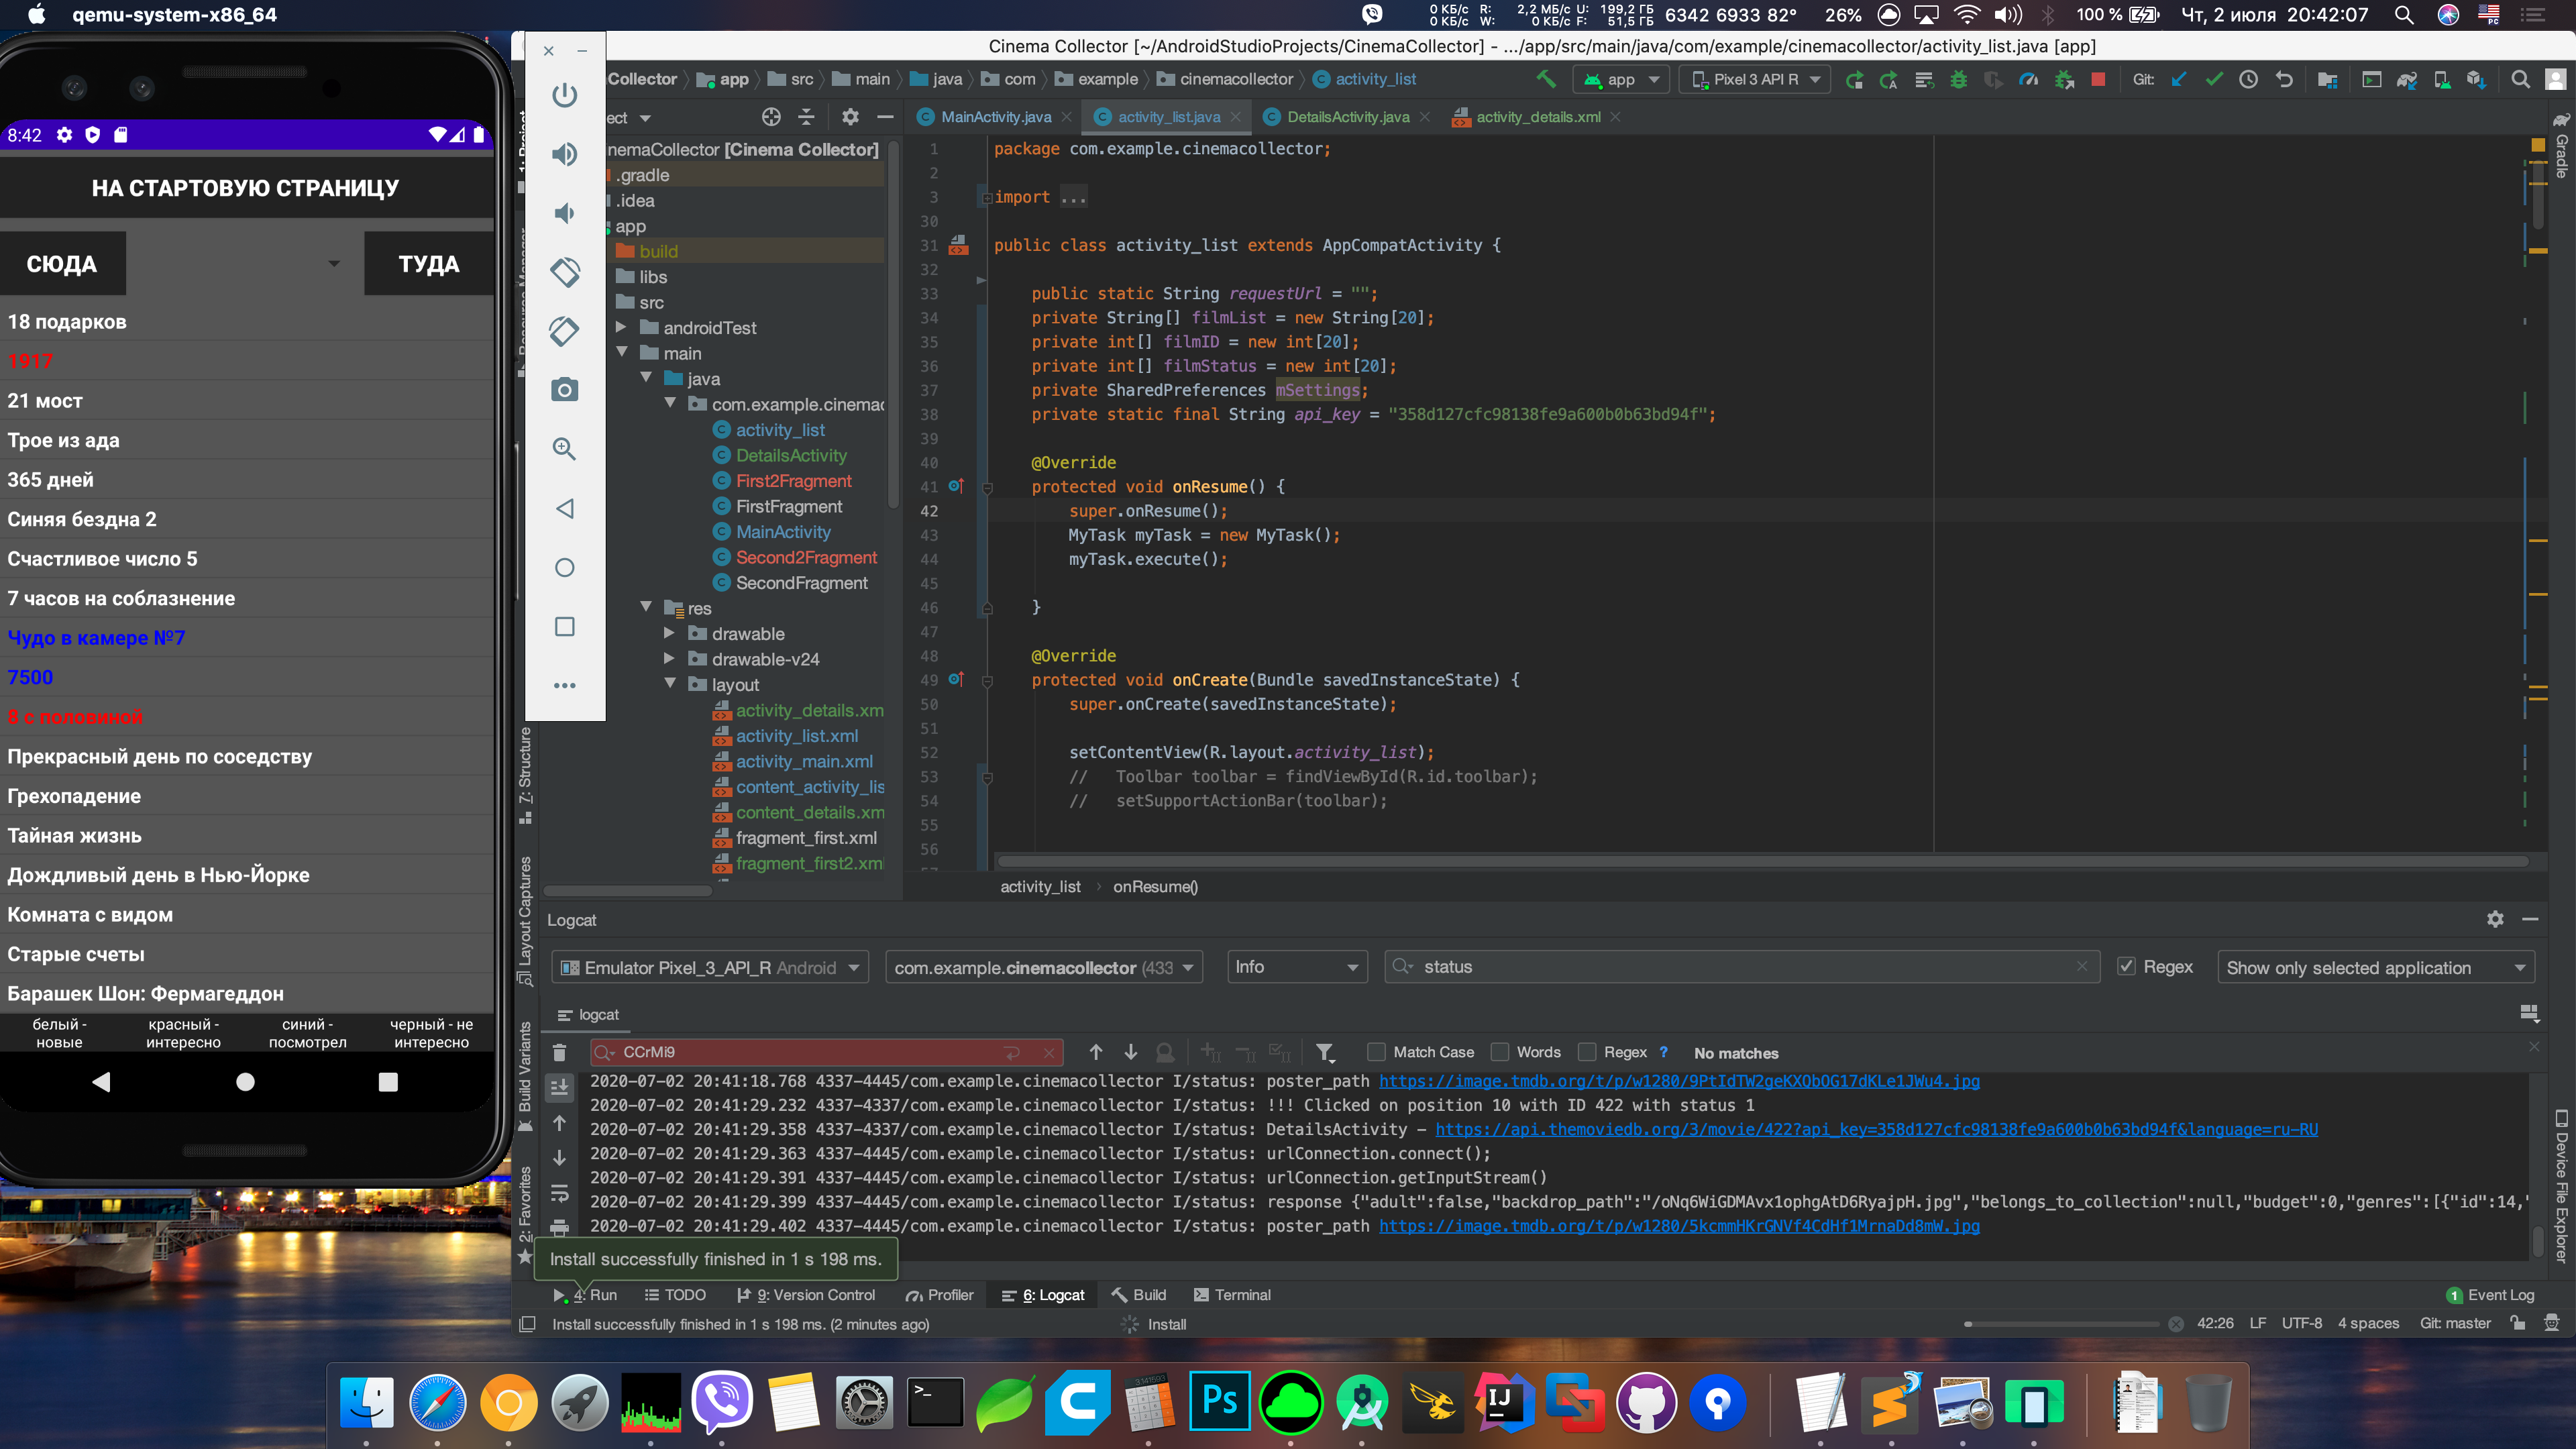 qemu-system-x86_64
0 КБ/с R: 2,2 МБ/с U: 199,2 ГБ
0 КБ/с W: 0 КБ/с F: 51,5 ГБ
6342 6933 82° 26% 100 % Чт, 2 июля 20:42:07
Cinema Collector [~/AndroidStudioProjects/CinemaCollector] - .../app/src/main/java/com/example/cinemacollector/activity_list.java [app]
Collector app src main java com example cinemacollector activity_list
app Pixel 3 API R Git:
8:42
НА СТАРТОВУЮ СТРАНИЦУ
СЮДА
ТУДА
18 подарков
1917
21 мост
Трое из ада
365 дней
Синяя бездна 2
Счастливое число 5
7 часов на соблазнение
Чудо в камере №7
7500
8 с половиной
Прекрасный день по соседству
Грехопадение
Тайная жизнь
Дождливый день в Нью-Йорке
Комната с видом
Старые счеты
Барашек Шон: Фермагеддон
белый -
новые
красный -
интересно
синий -
посмотрел
черный - не
интересно
1: Project
7: Structure
Layout Captures
Build Variants
2: Favorites
ect
nemaCollector [Cinema Collector]
.gradle
.idea
app
build
libs
src
androidTest
main
java
com.example.cinemac
activity_list
DetailsActivity
First2Fragment
FirstFragment
MainActivity
Second2Fragment
SecondFragment
res
drawable
drawable-v24
layout
activity_details.xm
activity_list.xml
activity_main.xml
content_activity_lis
content_details.xm
fragment_first.xml
fragment_first2.xml
MainActivity.java activity_list.java DetailsActivity.java activity_details.xml
1 package com.example.cinemacollector;
2
3 import ...
30
31 public class activity_list extends AppCompatActivity {
32
33 public static String requestUrl = "";
34 private String[] filmList = new String[20];
35 private int[] filmID = new int[20];
36 private int[] filmStatus = new int[20];
37 private SharedPreferences mSettings;
38 private static final String api_key = "358d127cfc98138fe9a600b0b63bd94f";
39
40 @Override
41 protected void onResume() {
42 super.onResume();
43 MyTask myTask = new MyTask();
44 myTask.execute();
45
46 }
47
48 @Override
49 protected void onCreate(Bundle savedInstanceState) {
50 super.onCreate(savedInstanceState);
51
52 setContentView(R.layout.activity_list);
53 // Toolbar toolbar = findViewById(R.id.toolbar);
54 // setSupportActionBar(toolbar);
55
56
activity_list onResume()
Gradle
Device File Explorer
Logcat
Emulator Pixel_3_API_R Android com.example.cinemacollector (433 Info status Regex Show only selected application
logcat
CCrMi9 Match Case Words Regex ? No matches
2020-07-02 20:41:18.768 4337-4445/com.example.cinemacollector I/status: poster_path https://image.tmdb.org/t/p/w1280/9PtIdTW2geKXObOG17dKLe1JWu4.jpg
2020-07-02 20:41:29.232 4337-4337/com.example.cinemacollector I/status: !!! Clicked on position 10 with ID 422 with status 1
2020-07-02 20:41:29.358 4337-4337/com.example.cinemacollector I/status: DetailsActivity - https://api.themoviedb.org/3/movie/422?api_key=358d127cfc98138fe9a600b0b63bd94f&language=ru-RU
2020-07-02 20:41:29.363 4337-4445/com.example.cinemacollector I/status: urlConnection.connect();
2020-07-02 20:41:29.391 4337-4445/com.example.cinemacollector I/status: urlConnection.getInputStream()
2020-07-02 20:41:29.399 4337-4445/com.example.cinemacollector I/status: response {"adult":false,"backdrop_path":"/oNq6WiGDMAvx1ophgAtD6RyajpH.jpg","belongs_to_collection":null,"budget":0,"genres":[{"id":14,"
2020-07-02 20:41:29.402 4337-4445/com.example.cinemacollector I/status: poster_path https://image.tmdb.org/t/p/w1280/5kcmmHKrGNVf4CdHf1MrnaDd8mW.jpg
Install successfully finished in 1 s 198 ms.
4: Run TODO 9: Version Control Profiler 6: Logcat Build Terminal 1 Event Log
Install successfully finished in 1 s 198 ms. (2 minutes ago) Install 42:26 LF UTF-8 4 spaces Git: master
Ps
IJ